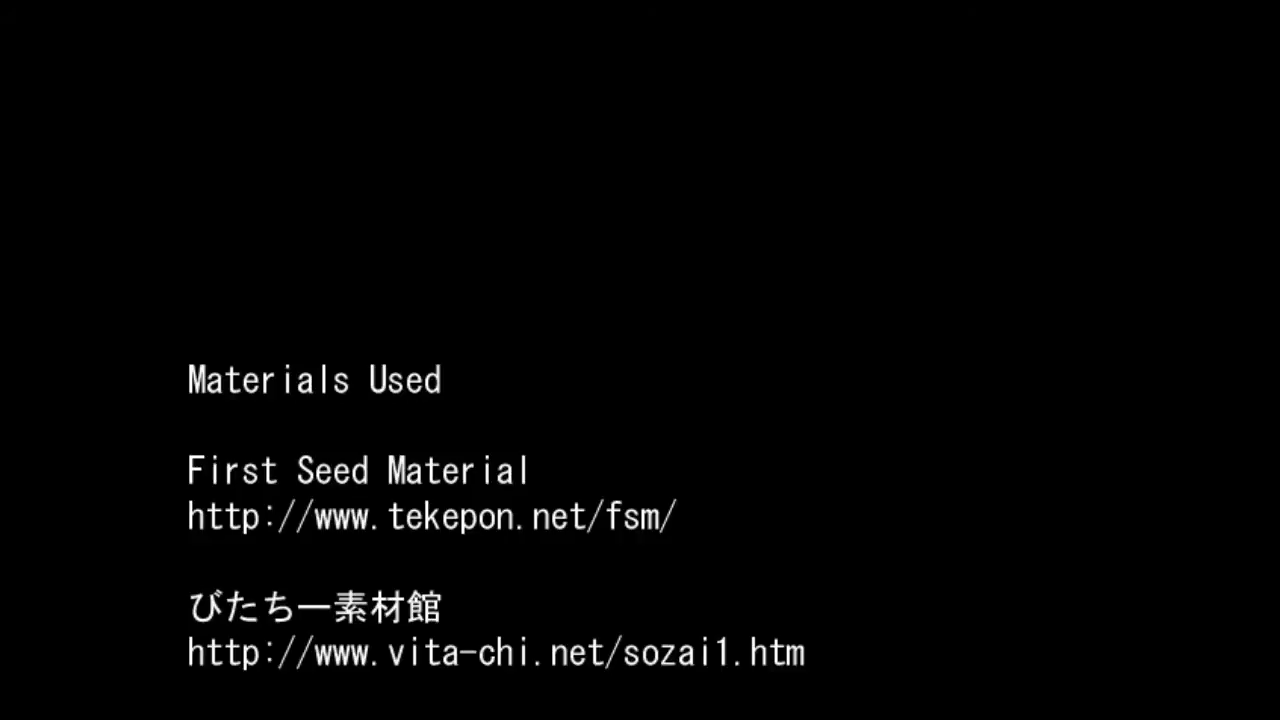 Materials Used
First Seed Material
http://www.tekepon.net/fsm/
びたちー素材館
http://www.vita-chi.net/sozai1.htm